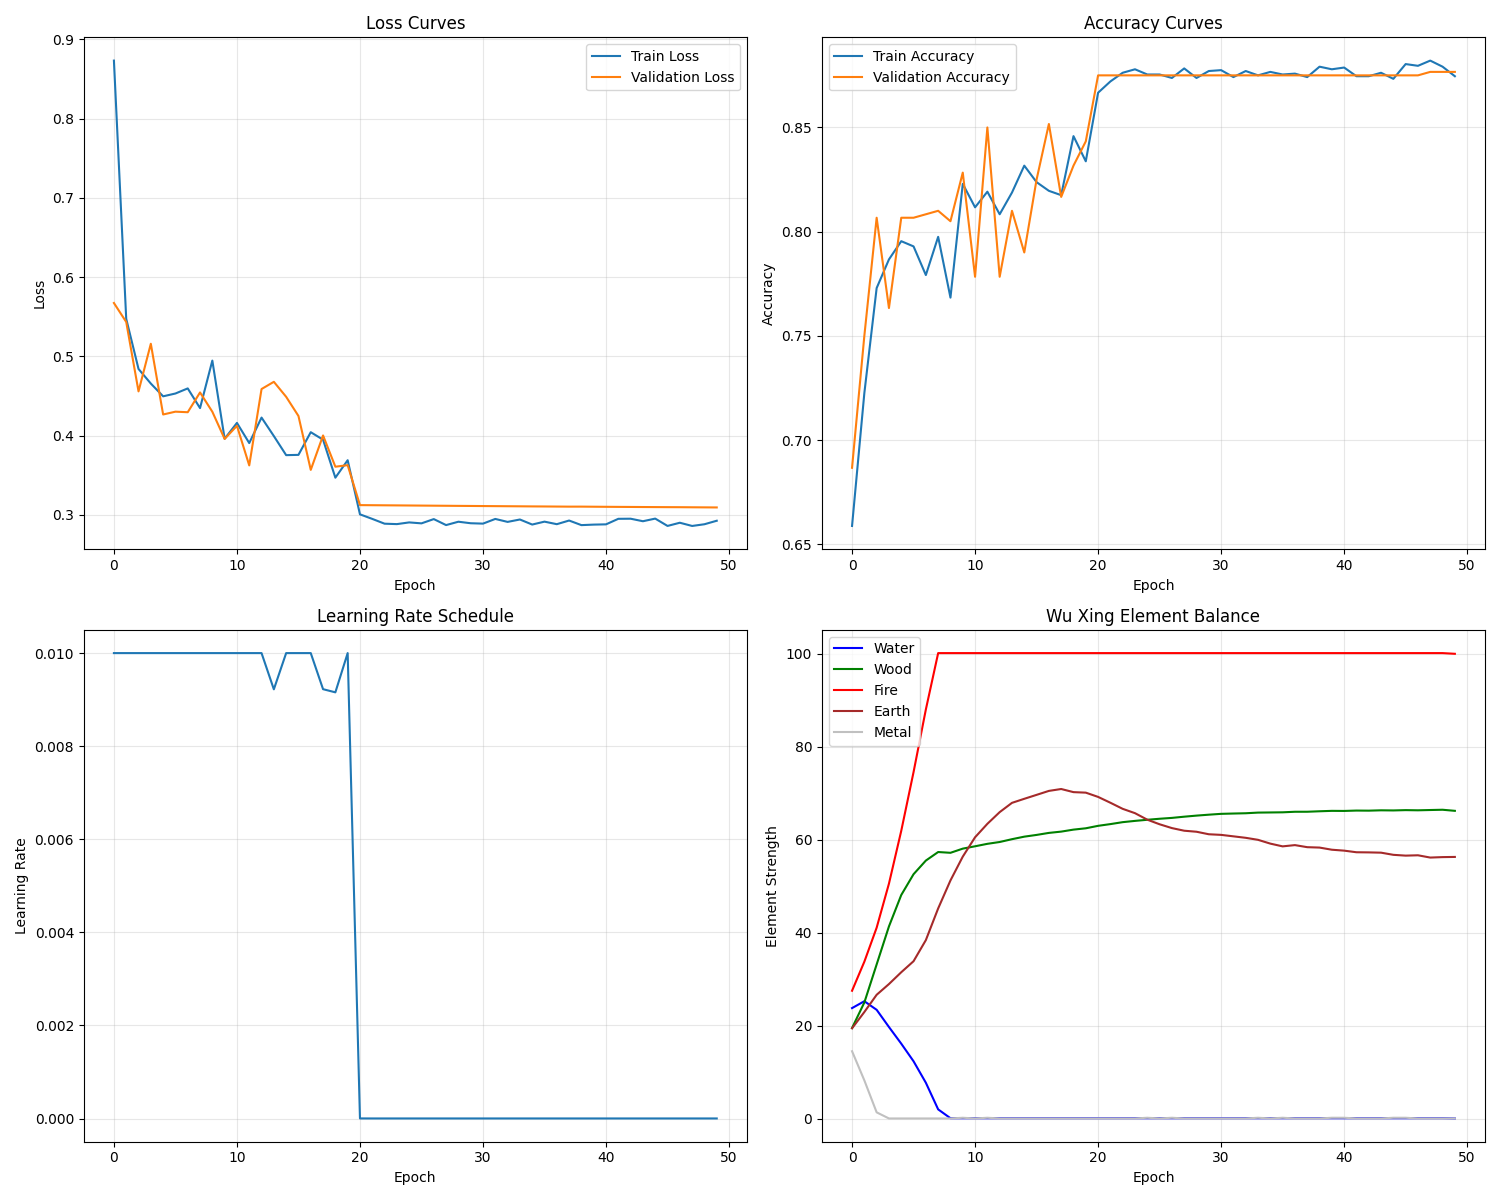 Loss Curves
Train Loss
Validation Loss
0.9
0.8
0.7
0.6
0.5
0.4
0.3
Loss
0 10 20 30 40 50
Epoch
Accuracy Curves
Train Accuracy
Validation Accuracy
0.85
0.80
0.75
0.70
0.65
Accuracy
0 10 20 30 40 50
Epoch
Learning Rate Schedule
0.010
0.008
0.006
0.004
0.002
0.000
Learning Rate
0 10 20 30 40 50
Epoch
Wu Xing Element Balance
Water
Wood
Fire
Earth
Metal
100
80
60
40
20
0
Element Strength
0 10 20 30 40 50
Epoch